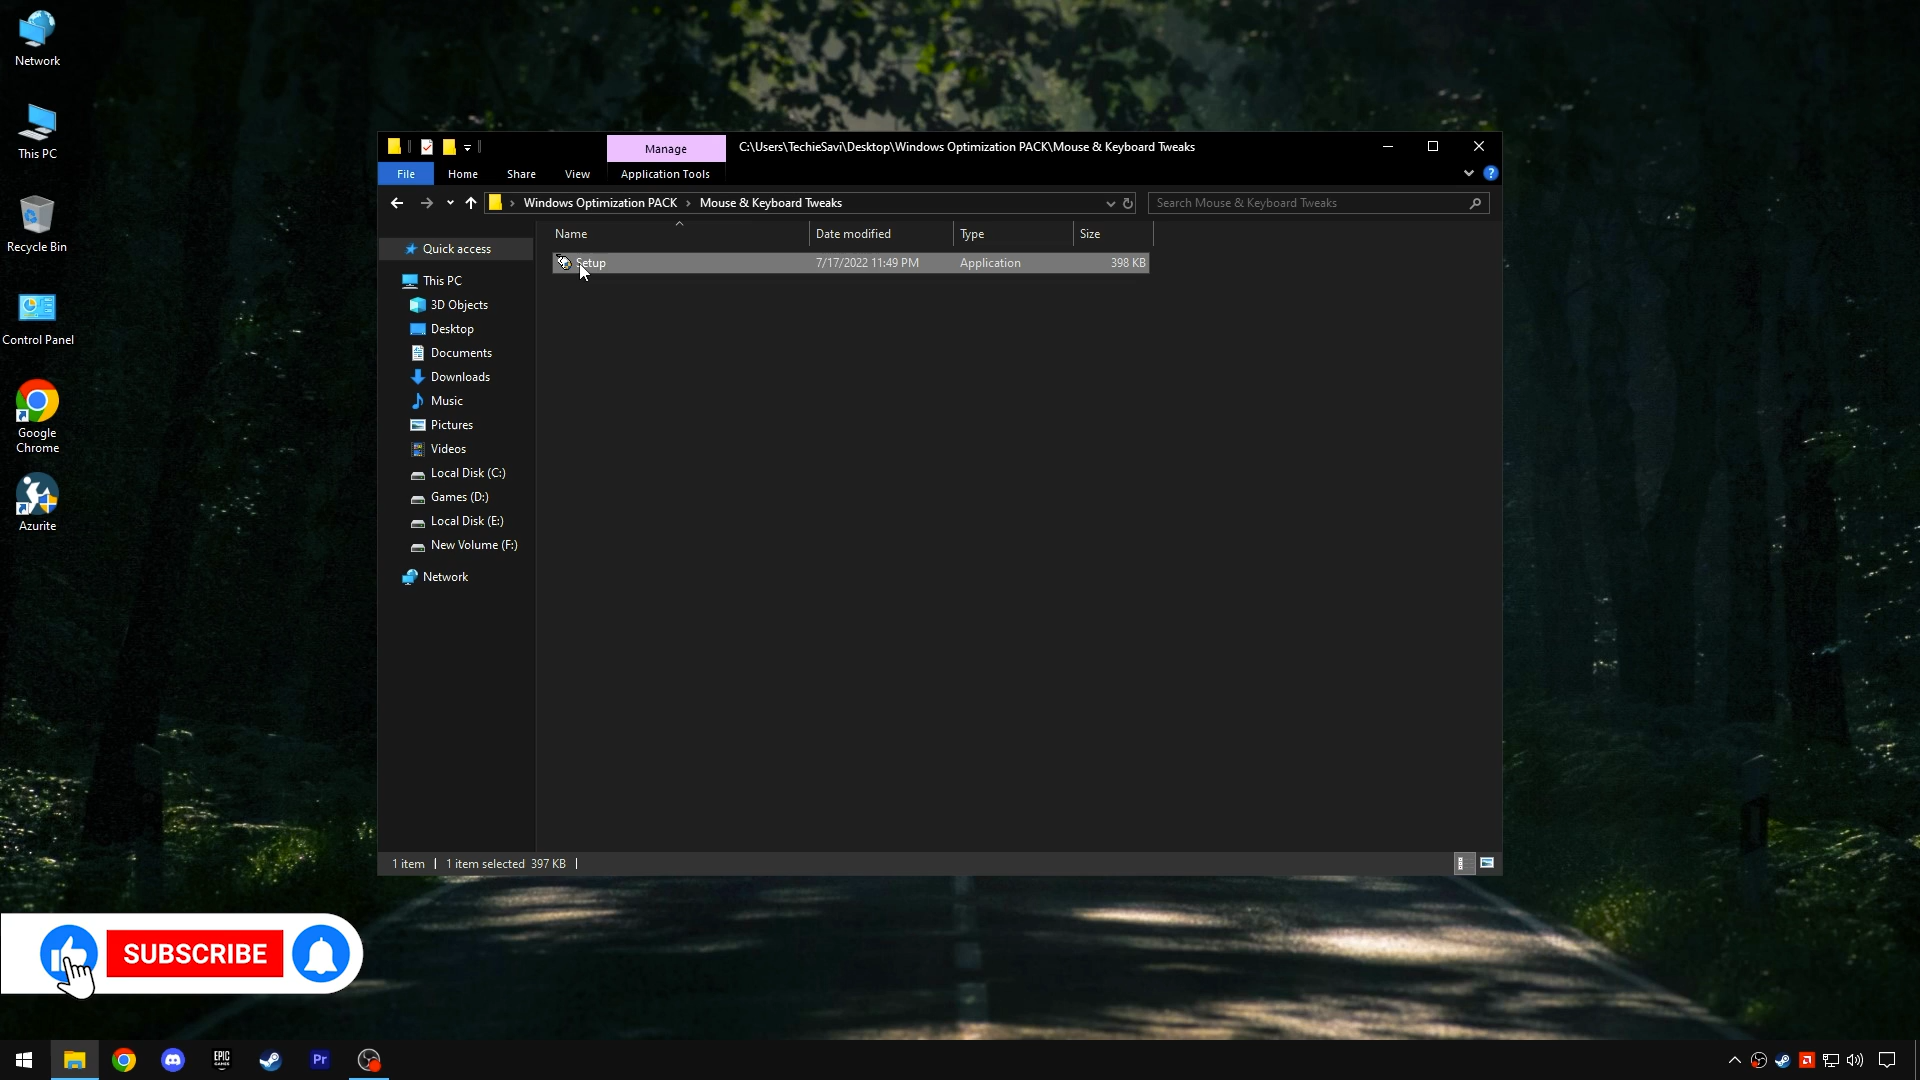 Network
This PC
Recycle Bin
Control Panel
Google
Chrome
Azurite
Manage
C:\Users\TechieSavi\Desktop\Windows Optimization PACK\Mouse & Keyboard Tweaks
File
Home
Share
View
Application Tools
Windows Optimization PACK
Mouse & Keyboard Tweaks
Search Mouse & Keyboard Tweaks
Name
Date modified
Type
Size
Setup
7/17/2022 11:49 PM
Application
398 KB
Quick access
This PC
3D Objects
Desktop
Documents
Downloads
Music
Pictures
Videos
Local Disk (C:)
Games (D:)
Local Disk (E:)
New Volume (F:)
Network
1 item
1 item selected 397 KB
SUBSCRIBE
EPIC
GAMES
Pr